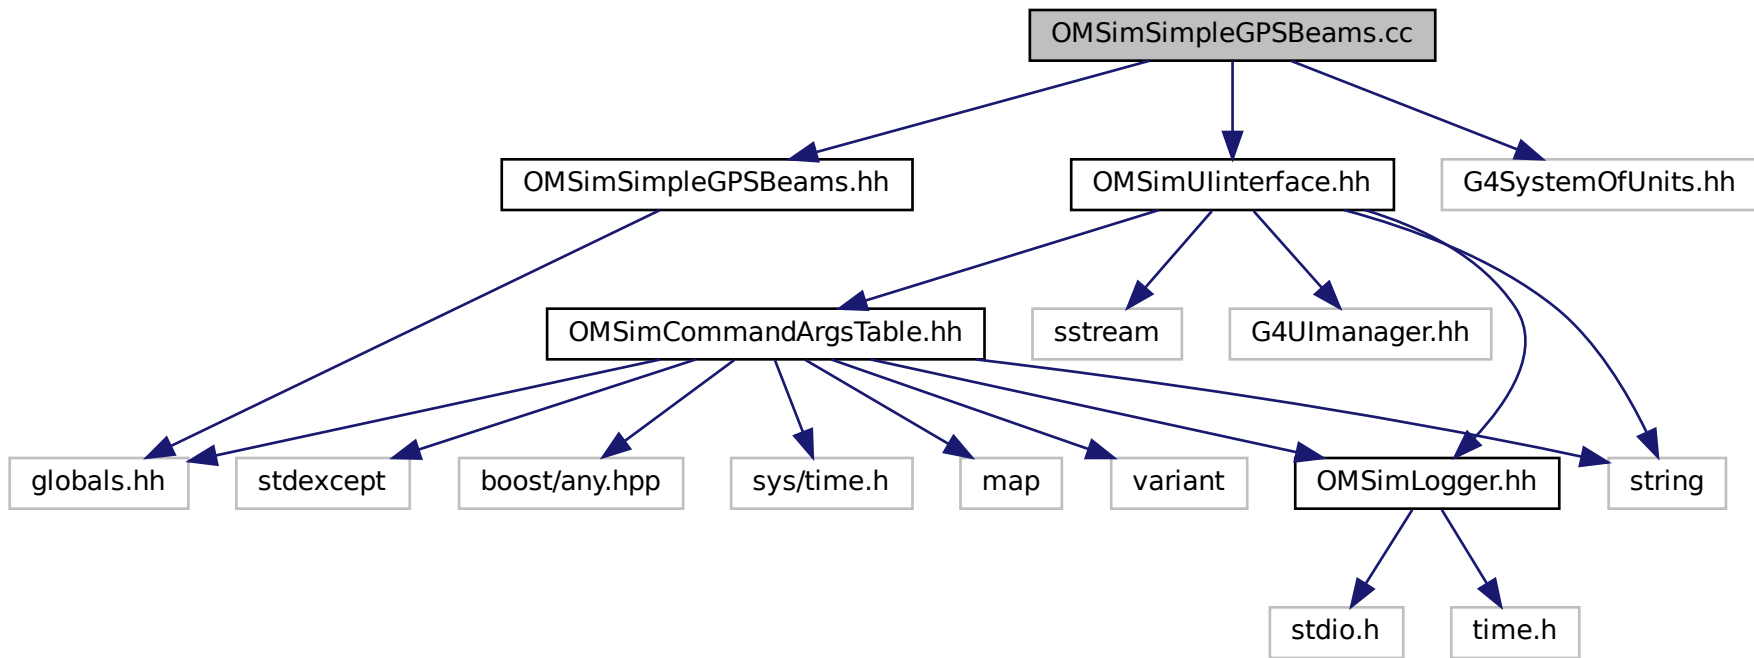 OMSimSimpleGPSBeams.cc
OMSimSimpleGPSBeams.hh
OMSimUIinterface.hh
G4SystemOfUnits.hh
OMSimCommandArgsTable.hh
sstream
G4UImanager.hh
globals.hh
stdexcept
boost/any.hpp
sys/time.h
map
variant
OMSimLogger.hh
string
stdio.h
time.h